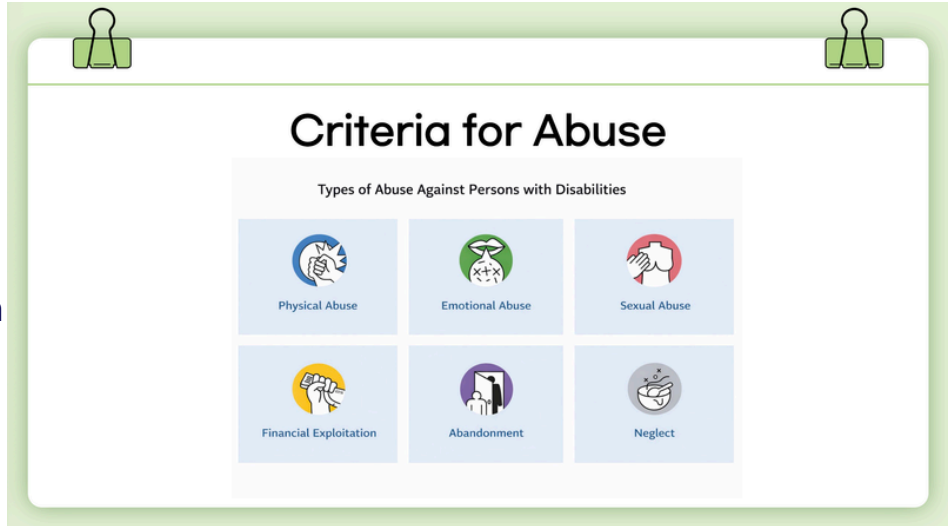 Criteria for Abuse
Types of Abuse Against Persons with Disabilities
Physical Abuse
Emotional Abuse
Sexual Abuse
Financial Exploitation
Abandonment
Neglect